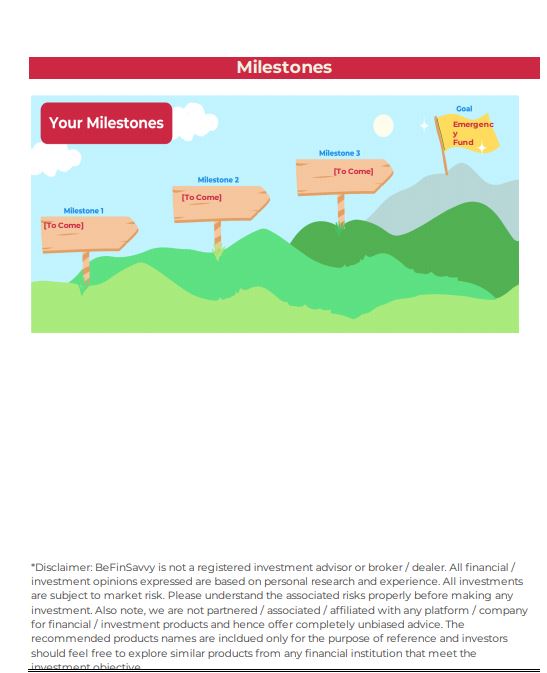 Milestones
Your Milestones
Goal
Emergenc
y
Fund
Milestone 3
[To Come]
Milestone 2
[To Come]
Milestone 1
[To Come]
*Disclaimer: BeFinSavvy is not a registered investment advisor or broker / dealer. All financial /
investment opinions expressed are based on personal research and experience. All investments
are subject to market risk. Please understand the associated risks properly before making any
investment. Also note, we are not partnered / associated / affiliated with any platform / company
for financial / investment products and hence offer completely unbiased advice. The
recommended products names are incldued only for the purpose of reference and investors
should feel free to explore similar products from any financial institution that meet the
investment objective.